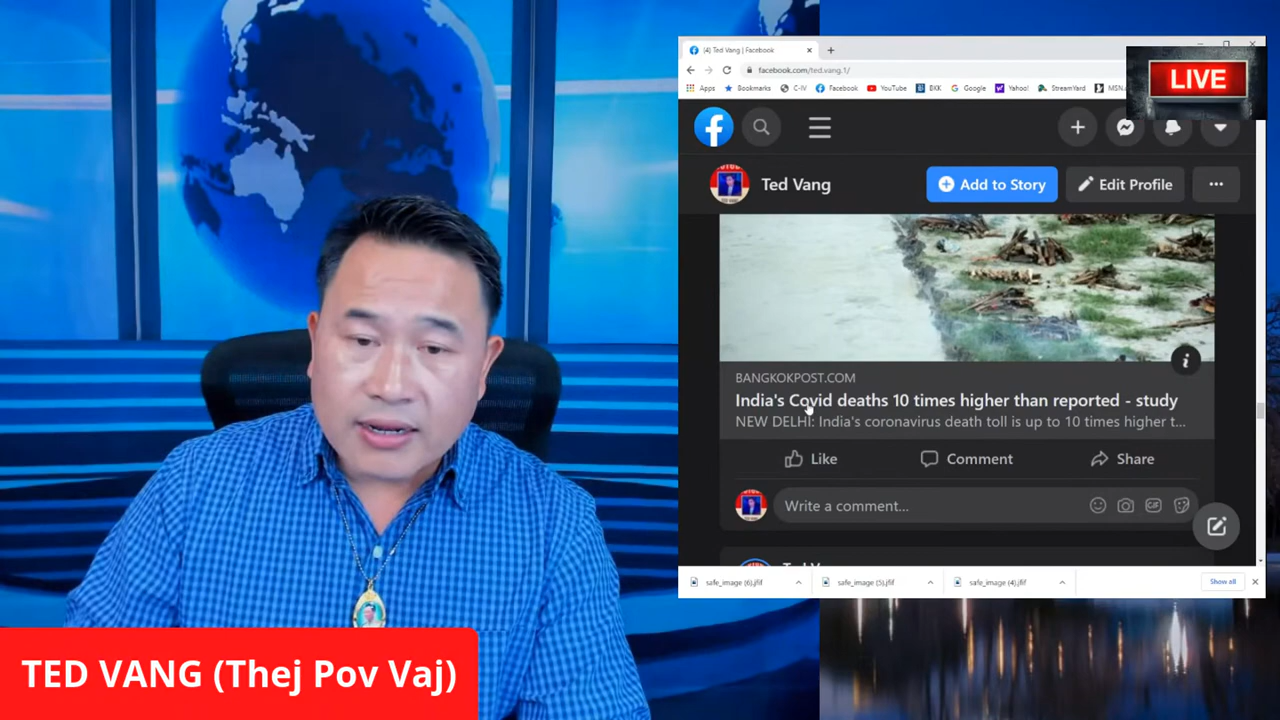 (4) Ted Vang | Facebook
facebook.com/ted.vang.1/
Apps Bookmarks C-IV Facebook YouTube BKK Google Yahoo! StreamYard
LIVE
Ted Vang
Add to Story
Edit Profile
BANGKOKPOST.COM
India's Covid deaths 10 times higher than reported - study
NEW DELHI: India's coronavirus death toll is up to 10 times higher t...
Like Comment Share
Write a comment...
GIF
safe_image (6).jfif safe_image (5).jfif safe_image (4).jfif Show all
TED VANG (Thej Pov Vaj)